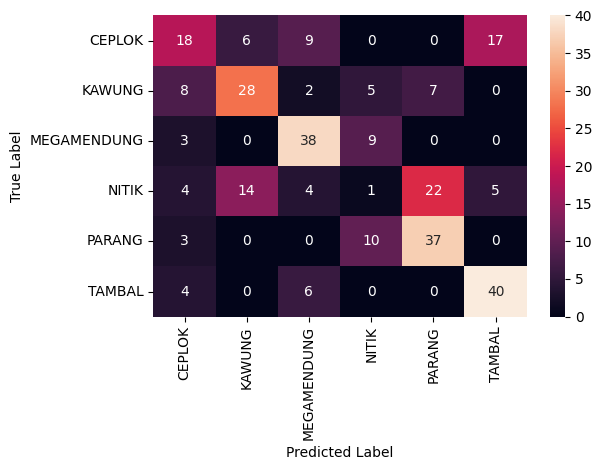 CEPLOK 18 6 9 0 0 17
KAWUNG 8 28 2 5 7 0
MEGAMENDUNG 3 0 38 9 0 0
NITIK 4 14 4 1 22 5
PARANG 3 0 0 10 37 0
TAMBAL 4 0 6 0 0 40
CEPLOK KAWUNG MEGAMENDUNG NITIK PARANG TAMBAL
Predicted Label
True Label
40
35
30
25
20
15
10
5
0